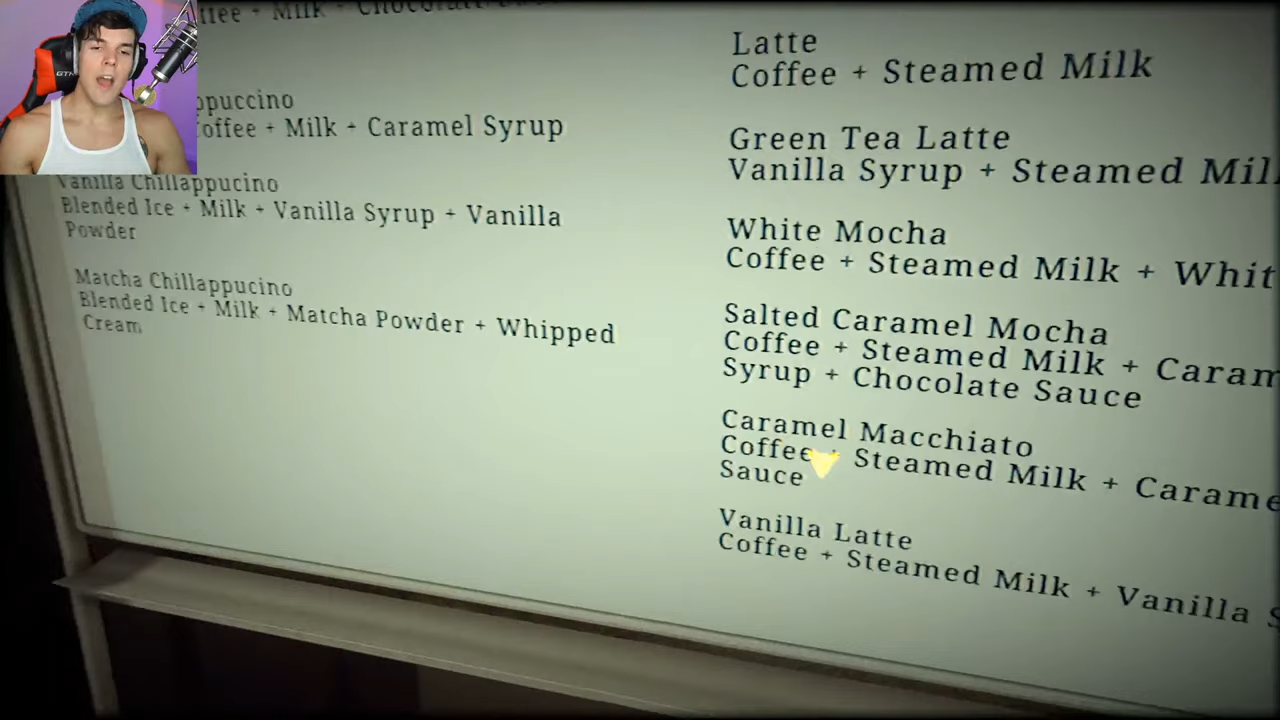 + Milk +
ppuccino
offee + Milk + Caramel Syrup
Vanilla Chillappucino
Blended Ice + Milk + Vanilla Syrup + Vanilla
Powder
Matcha Chillappucino
Blended Ice + Milk + Matcha Powder + Whipped
Cream
Latte
Coffee + Steamed Milk
Green Tea Latte
Vanilla Syrup + Steamed Mil
White Mocha
Coffee + Steamed Milk + Whit
Salted Caramel Mocha
Coffee + Steamed Milk + Caram
Syrup + Chocolate Sauce
Caramel Macchiato
Coffee + Steamed Milk + Carame
Sauce
Vanilla Latte
Coffee + Steamed Milk + Vanilla S